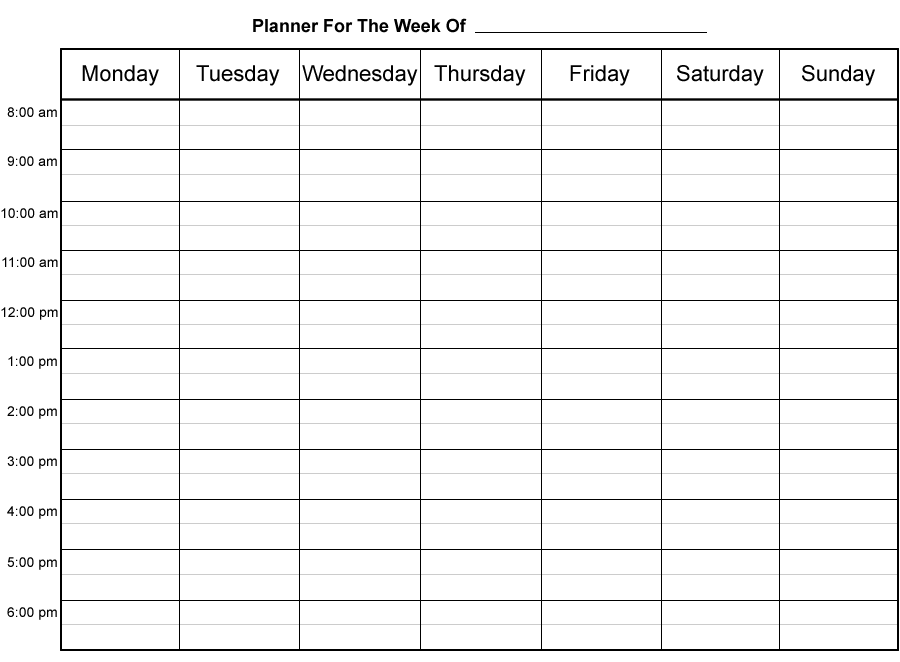 Planner For The Week Of
Monday Tuesday Wednesday Thursday Friday Saturday Sunday
8:00 am
9:00 am
10:00 am
11:00 am
12:00 pm
1:00 pm
2:00 pm
3:00 pm
4:00 pm
5:00 pm
6:00 pm